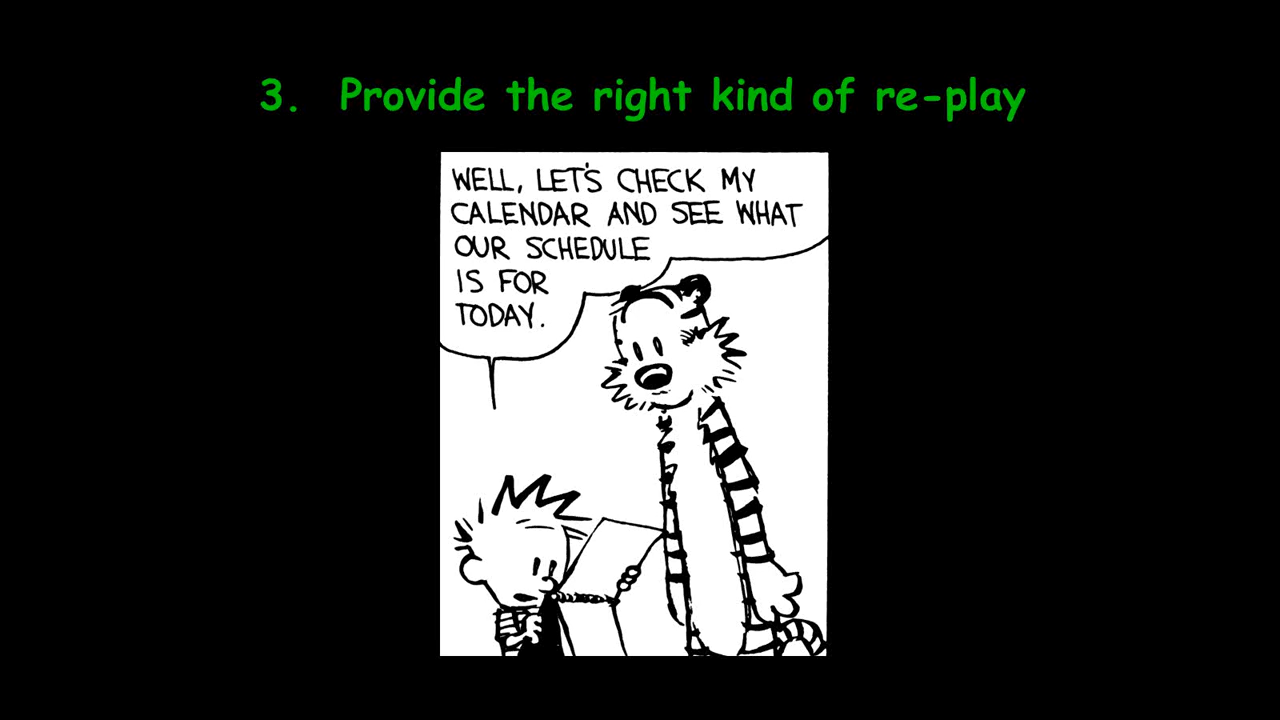 3. Provide the right kind of re-play
WELL, LET'S CHECK MY
CALENDAR AND SEE WHAT
OUR SCHEDULE
IS FOR
TODAY.